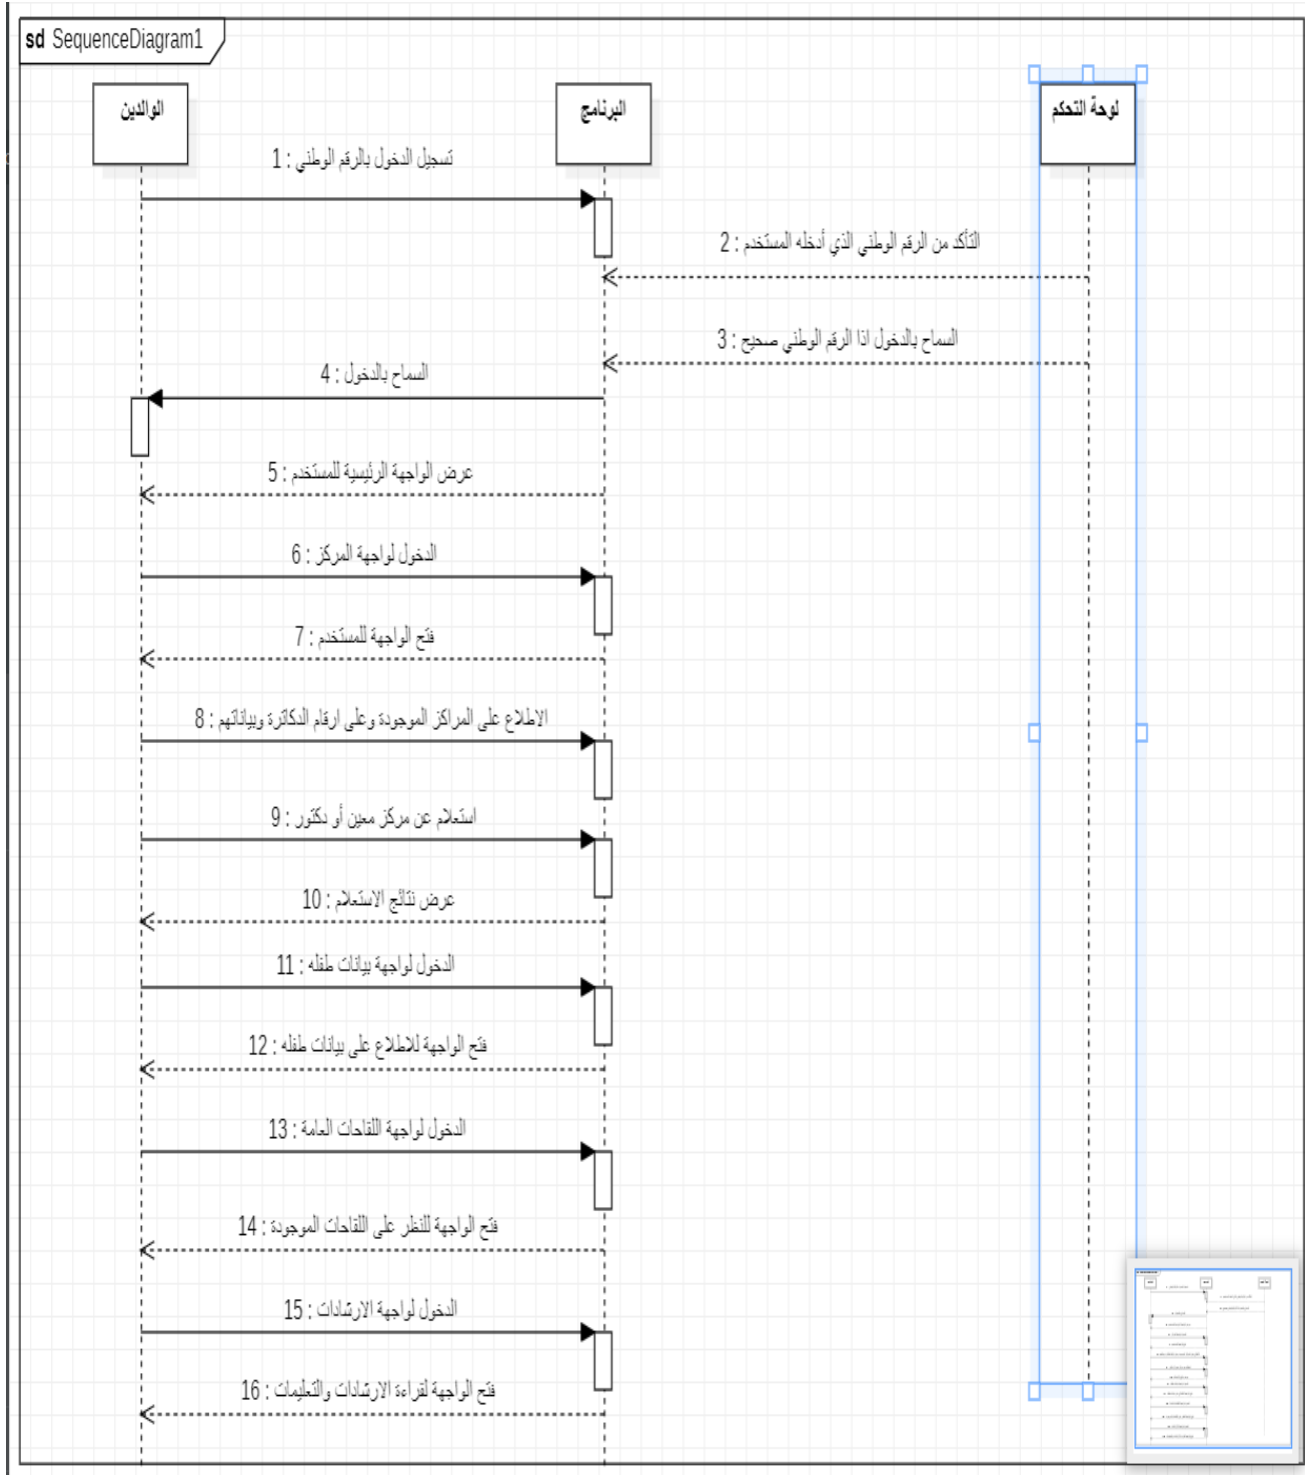 sd SequenceDiagram1
الوالدين
البرنامج
لوحة التحكم
1 : تسجيل الدخول بالرقم الوطني
2 : التأكد من الرقم الوطني الذي أدخله المستخدم
3 : السماح بالدخول اذا الرقم الوطني صحيح
4 : السماح بالدخول
5 : عرض الواجهة الرئيسية للمستخدم
6 : الدخول لواجهة المركز
7 : فتح الواجهة للمستخدم
8 : الاطلاع على المراكز الموجودة وعلى ارقام الدكاترة وبياناتهم
9 : استعلام عن مركز معين أو دكتور
10 : عرض نتائج الاستعلام
11 : الدخول لواجهة بيانات طفله
12 : فتح الواجهة للاطلاع على بيانات طفله
13 : الدخول لواجهة اللقاحات العامة
14 : فتح الواجهة للنظر على اللقاحات الموجودة
15 : الدخول لواجهة الارشادات
16 : فتح الواجهة لقراءة الارشادات والتعليمات